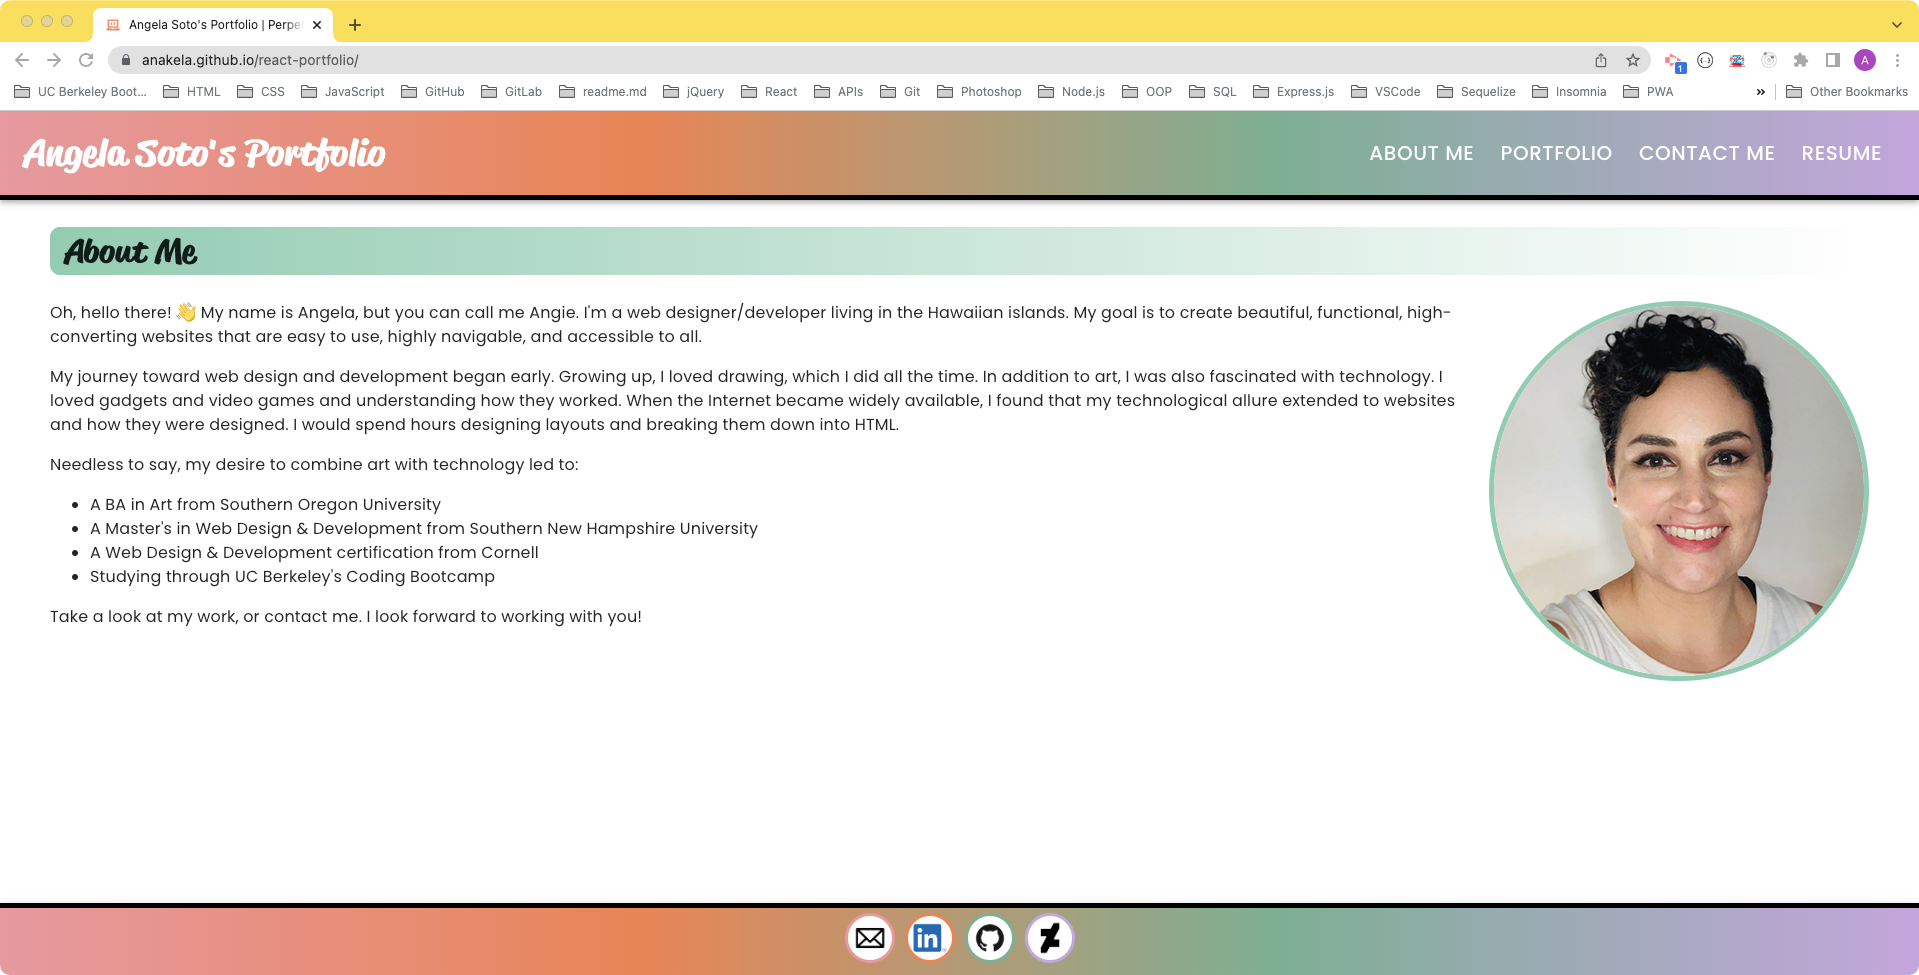 Angela Soto's Portfolio | Perpe
anakela.github.io/react-portfolio/
1
A
UC Berkeley Boot...
HTML
CSS
JavaScript
GitHub
GitLab
readme.md
jQuery
React
APIs
Git
Photoshop
Node.js
OOP
SQL
Express.js
VSCode
Sequelize
Insomnia
PWA
»
Other Bookmarks
Angela Soto's Portfolio
ABOUT ME
PORTFOLIO
CONTACT ME
RESUME
About Me
Oh, hello there! 👋 My name is Angela, but you can call me Angie. I'm a web designer/developer living in the Hawaiian islands. My goal is to create beautiful, functional, high-
converting websites that are easy to use, highly navigable, and accessible to all.
My journey toward web design and development began early. Growing up, I loved drawing, which I did all the time. In addition to art, I was also fascinated with technology. I
loved gadgets and video games and understanding how they worked. When the Internet became widely available, I found that my technological allure extended to websites
and how they were designed. I would spend hours designing layouts and breaking them down into HTML.
Needless to say, my desire to combine art with technology led to:
• A BA in Art from Southern Oregon University
• A Master's in Web Design & Development from Southern New Hampshire University
• A Web Design & Development certification from Cornell
• Studying through UC Berkeley's Coding Bootcamp
Take a look at my work, or contact me. I look forward to working with you!
in